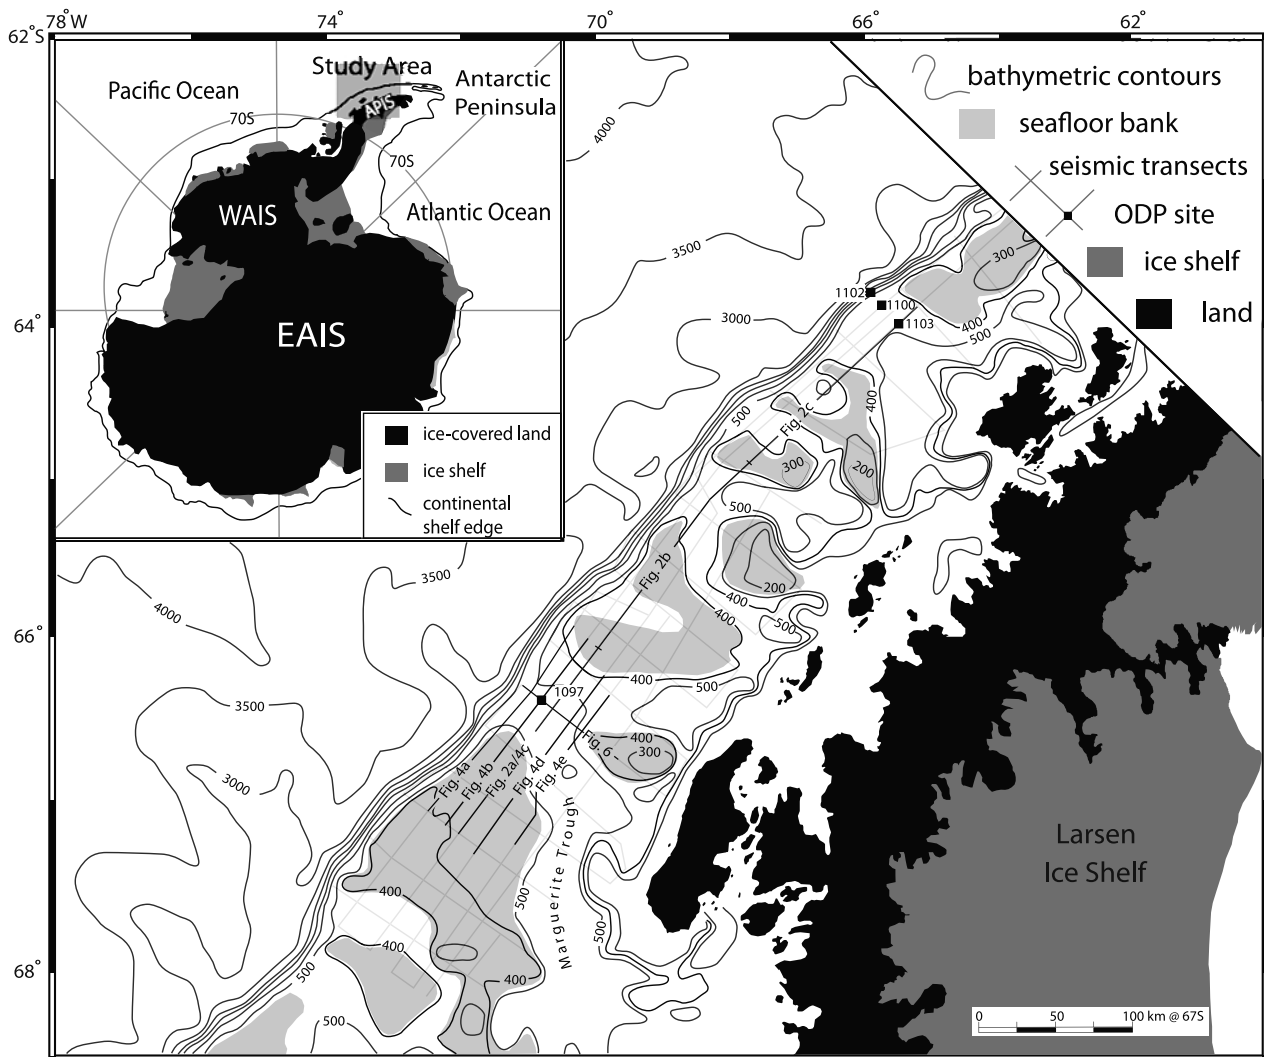 78°W
74°
70°
66°
62°
62°S
64°
66°
68°
Study Area
Pacific Ocean
Antarctic
Peninsula
APIS
70S
70S
WAIS
Atlantic Ocean
EAIS
ice-covered land
ice shelf
continental
shelf edge
bathymetric contours
seafloor bank
seismic transects
ODP site
ice shelf
land
4000
3500
3000
300
1102
1100
1103
400
500
500
400
Fig. 2c
300
200
500
Fig. 2b
200
400
400
500
3500
4000
400
500
1097
3500
Fig. 6
400
300
3000
Fig. 4a
Fig. 4b
Fig. 2a/4c
Fig. 4d
Fig. 4e
Marguerite Trough
Larsen
Ice Shelf
400
500
500
400
400
500
500
0
50
100 km @ 67S